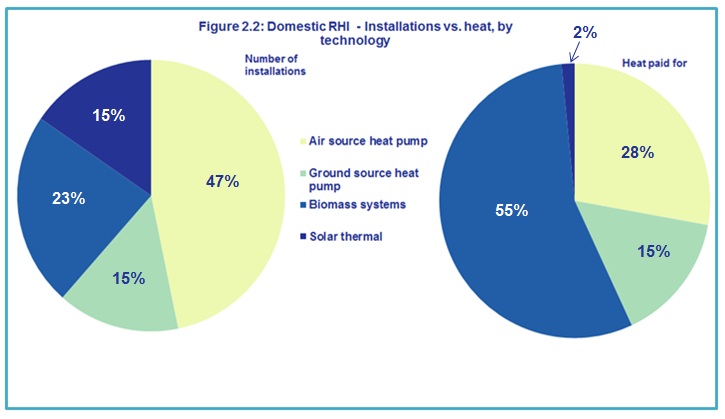 Figure 2.2: Domestic RHI - Installations vs. heat, by
technology
Number of
installations
15%
47%
23%
15%
Air source heat pump
Ground source heat
pump
Biomass systems
Solar thermal
2%
Heat paid for
28%
55%
15%